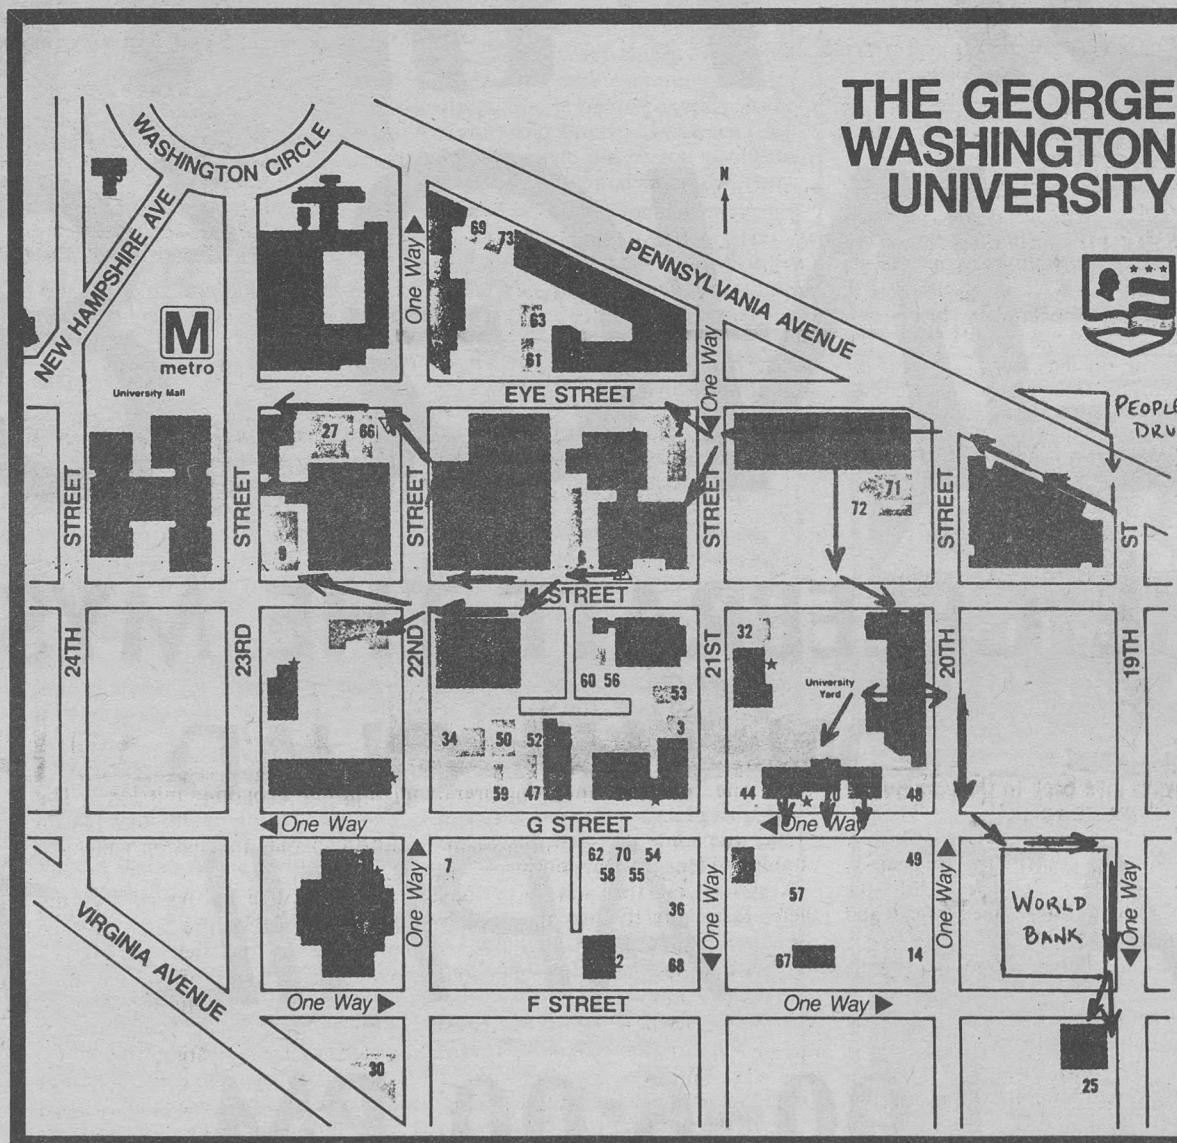 THE GEORGE
WASHINGTON
UNIVERSITY
WASHINGTON CIRCLE
NEW HAMPSHIRE AVE
N
One Way
69
73
PENNSYLVANIA AVENUE
63
61
M
metro
University Mall
One Way
EYE STREET
PEOPLE
DRU
27
66
2
71
72
STREET
STREET
STREET
STREET
STREET
ST
9
6
STREET
24TH
23RD
22ND
21ST
20TH
19TH
32
60 56
53
3
University
Yard
34
50
52
59
47
44
48
One Way
G STREET
One Way
7
62 70 54
58 55
36
68
2
49
57
67
14
One Way
One Way
One Way
One Way
WORLD
BANK
VIRGINIA AVENUE
One Way
F STREET
One Way
30
25